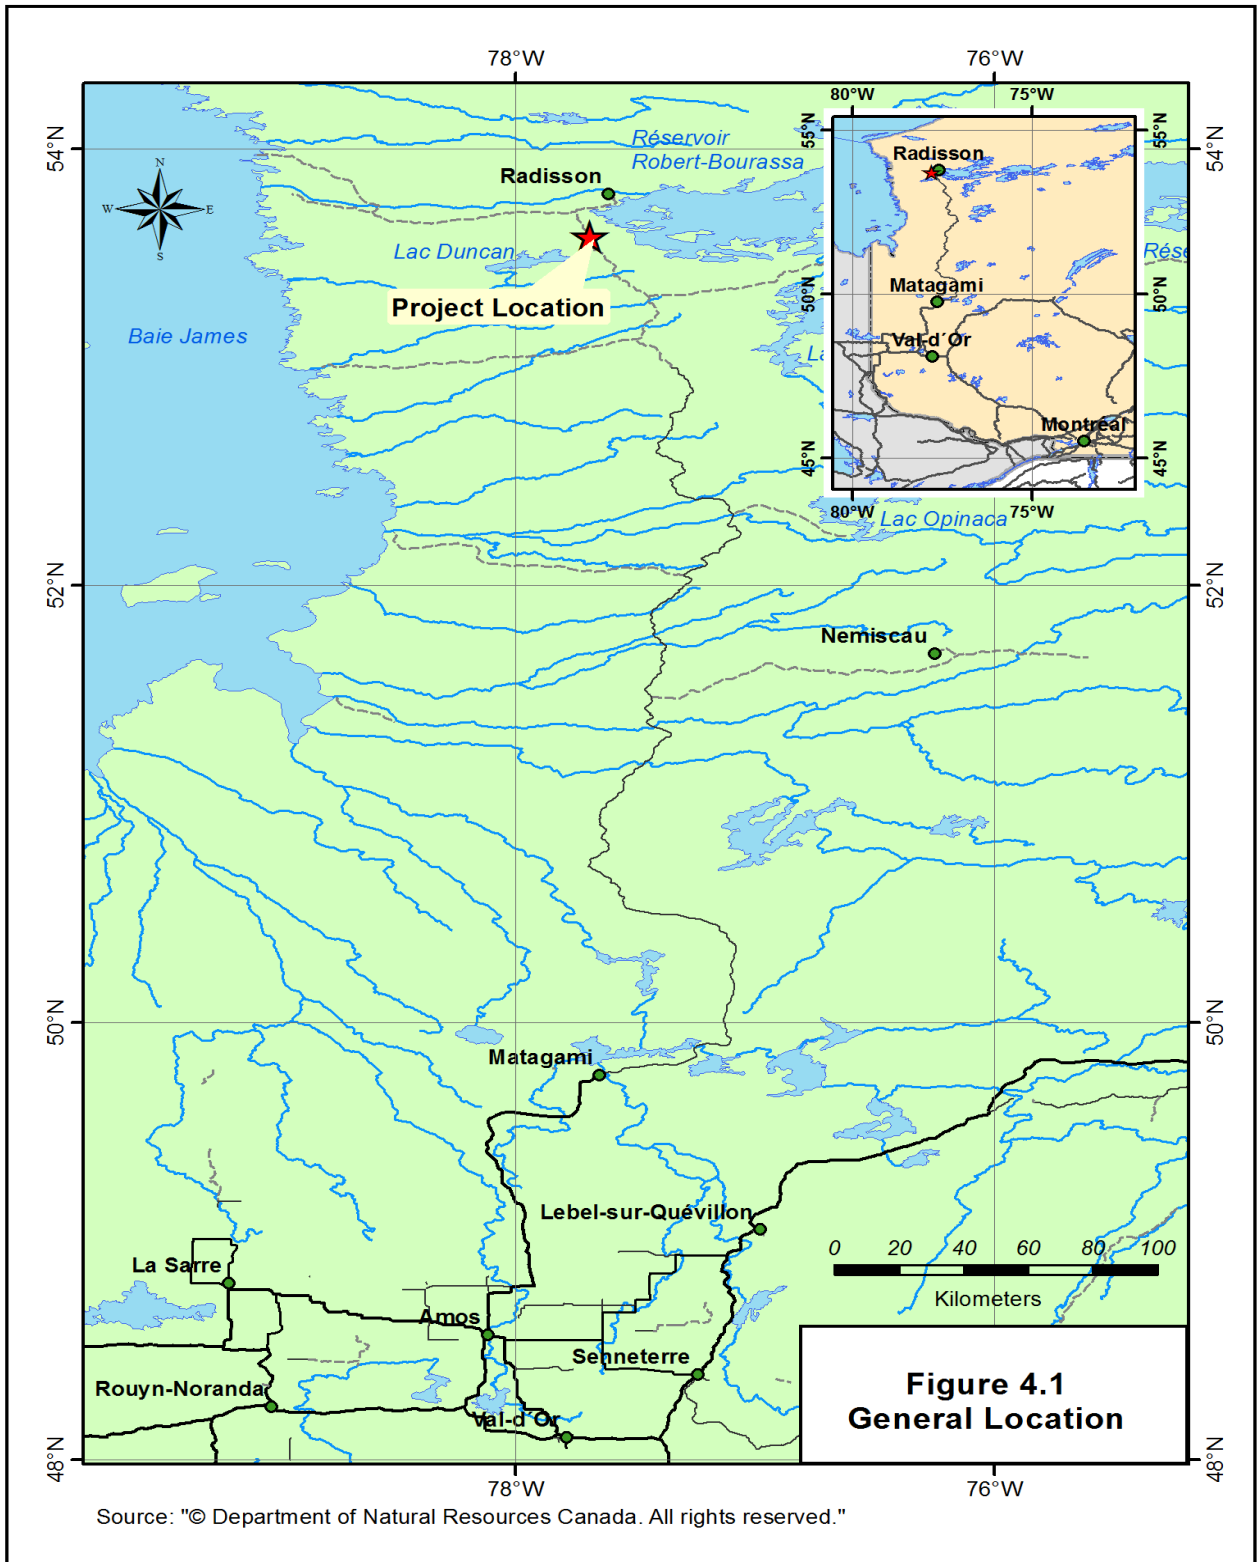 78°W
76°W
80°W
75°W
54°N
54°N
55°N
55°N
Réservoir
Robert-Bourassa
Radisson
Radisson
N
W
E
S
Lac Duncan
Rése
Project Location
Matagami
50°N
50°N
Baie James
Val-d´Or
La
Montréal
45°N
45°N
80°W
75°W
Lac Opinaca
52°N
52°N
Nemiscau
50°N
50°N
Matagami
Lebel-sur-Quévillon
La Sarre
0 20 40 60 80 100
Kilometers
Amos
Senneterre
Rouyn-Noranda
Val-d´Or
Figure 4.1
General Location
48°N
48°N
78°W
76°W
Source: "© Department of Natural Resources Canada. All rights reserved."